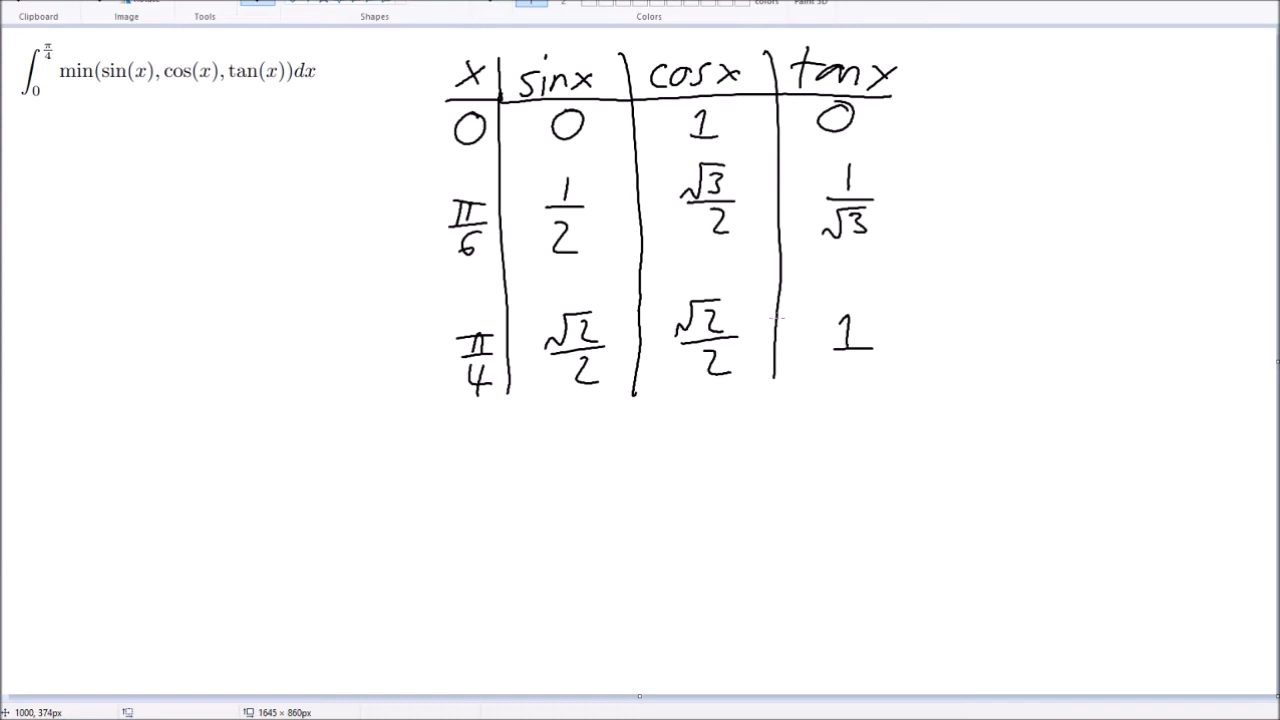 Clipboard Image Tools Shapes Colors
∫₀^{π/4} min(sin(x), cos(x), tan(x))dx
x sinx cosx tanx
0 0 1 0
π/6 1/2 √3/2 1/√3
π/4 √2/2 √2/2 1
1000, 374px 1645 × 860px